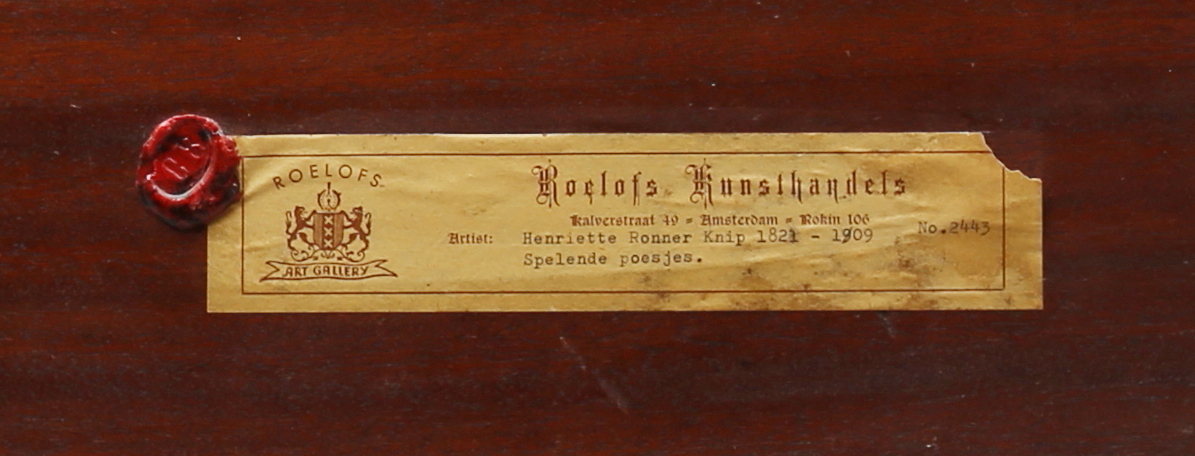 ROELOFS
ART GALLERY
Roelofs Kunsthandels
Kalverstraat 49 = Amsterdam = Rokin 106
No. 2443
Artist: Henriette Ronner Knip 1821 - 1909
Spelende poesjes.